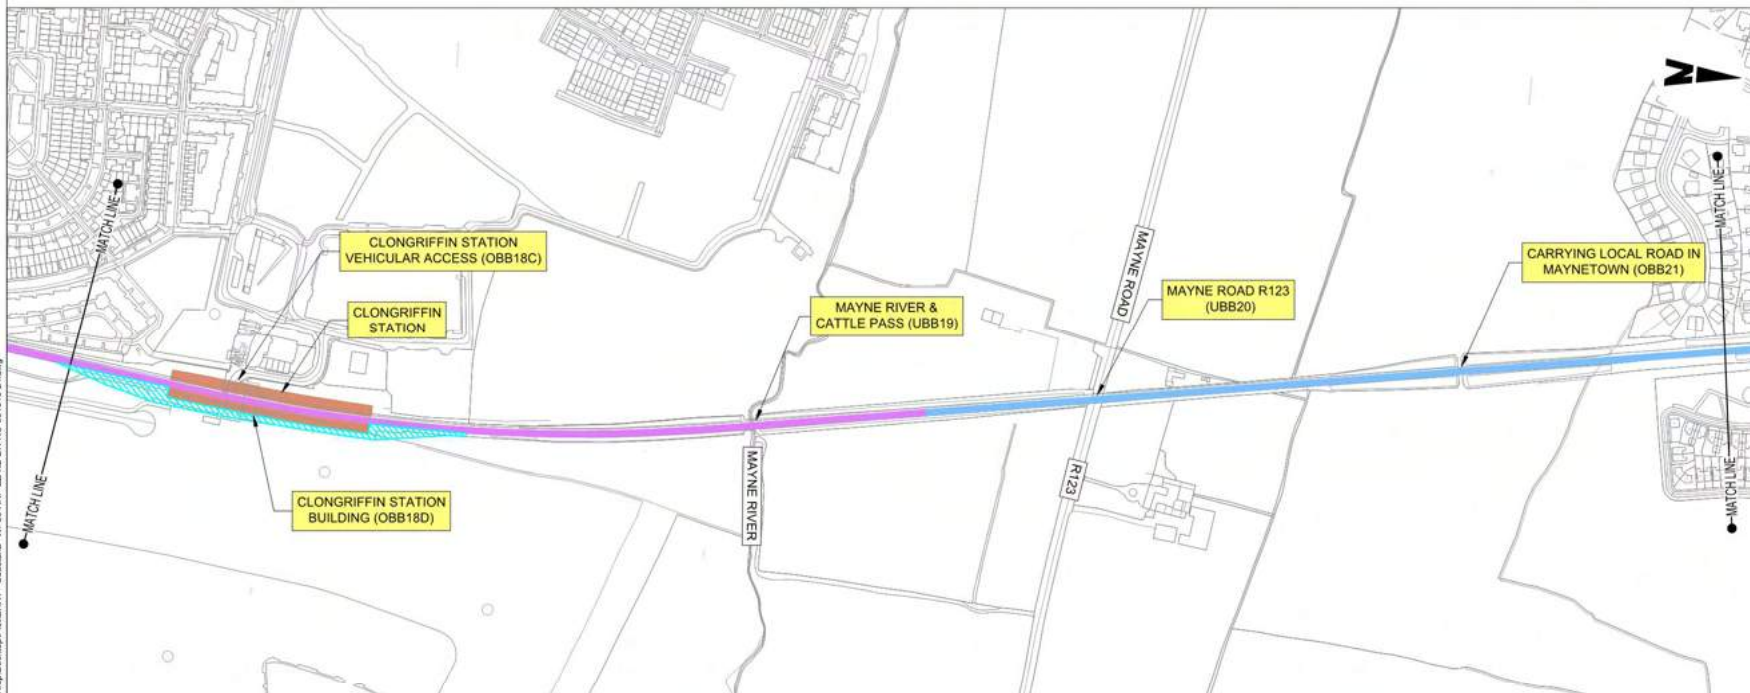 N
MATCH LINE
MATCH LINE
CLONGRIFFIN STATION
VEHICULAR ACCESS (OBB18C)
CLONGRIFFIN
STATION
CLONGRIFFIN STATION
BUILDING (OBB18D)
MAYNE RIVER &
CATTLE PASS (UBB19)
MAYNE RIVER
MAYNE ROAD
MAYNE ROAD R123
(UBB20)
R123
CARRYING LOCAL ROAD IN
MAYNETOWN (OBB21)
MATCH LINE
MATCH LINE